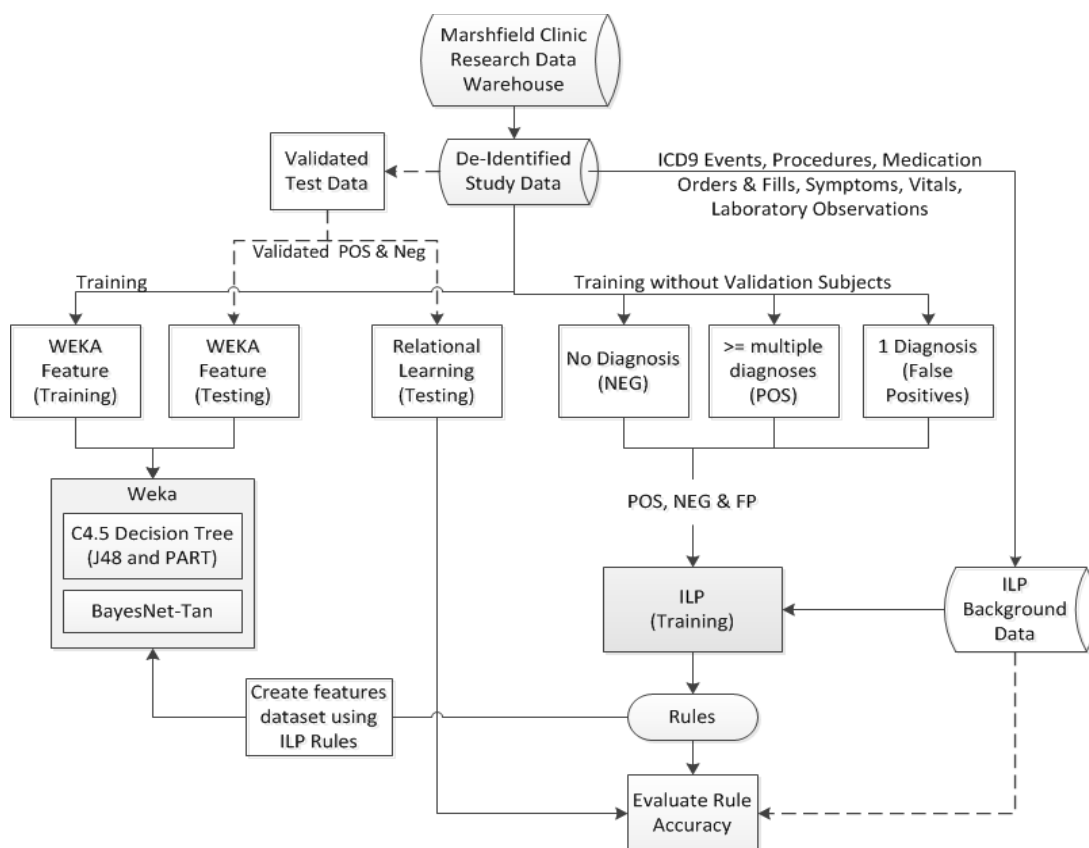 Marshfield Clinic
Research Data
Warehouse
Validated
Test Data
De-Identified
Study Data
ICD9 Events, Procedures, Medication
Orders & Fills, Symptoms, Vitals,
Laboratory Observations
Validated POS & Neg
Training
Training without Validation Subjects
WEKA
Feature
(Training)
WEKA
Feature
(Testing)
Relational
Learning
(Testing)
No Diagnosis
(NEG)
>= multiple
diagnoses
(POS)
1 Diagnosis
(False
Positives)
Weka
C4.5 Decision Tree
(J48 and PART)
BayesNet-Tan
POS, NEG & FP
ILP
(Training)
ILP
Background
Data
Create features
dataset using
ILP Rules
Rules
Evaluate Rule
Accuracy